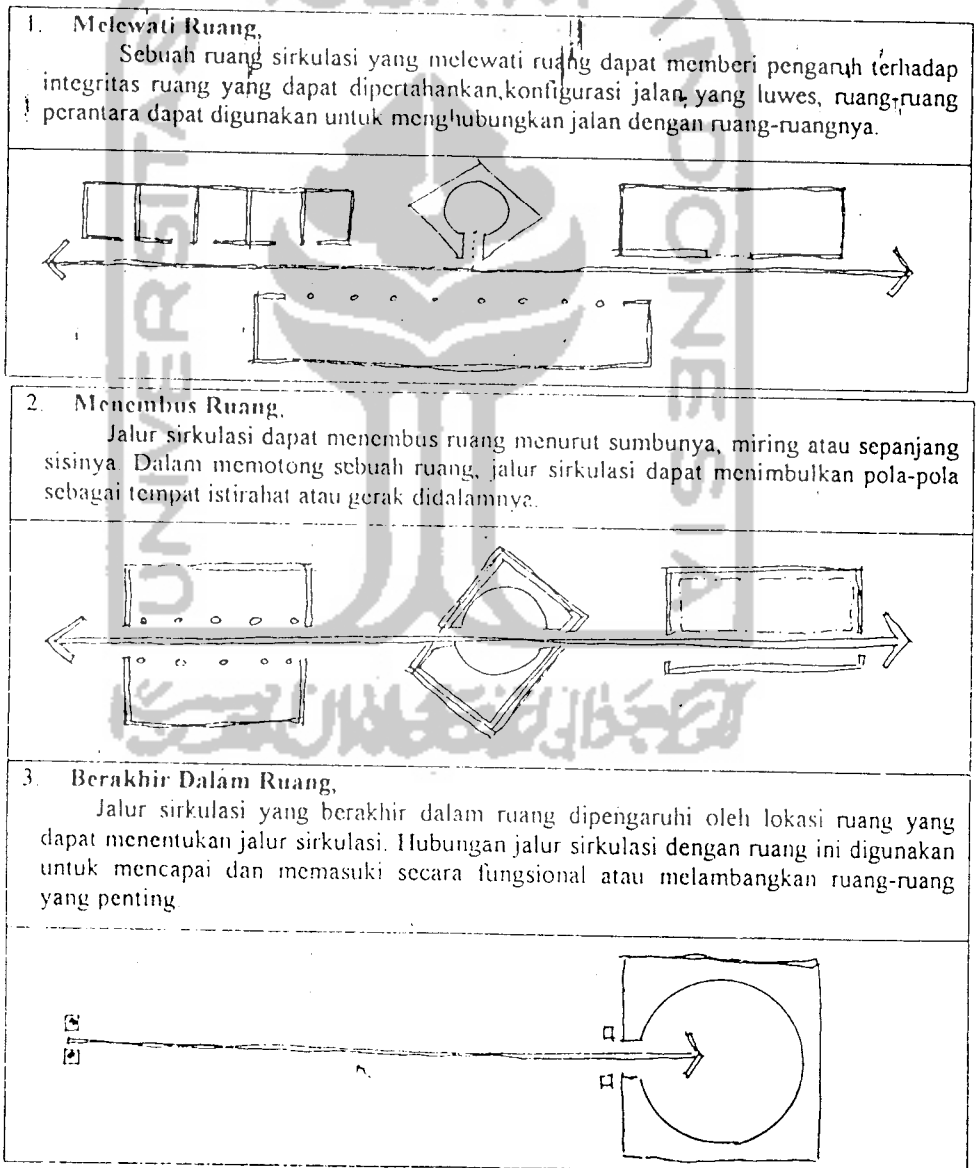 1. Melewati Ruang,
Sebuah ruang sirkulasi yang melewati ruang dapat memberi pengaruh terhadap
integritas ruang yang dapat dipertahankan,konfigurasi jalan yang luwes, ruang-ruang
perantara dapat digunakan untuk menghubungkan jalan dengan ruang-ruangnya.
2. Menembus Ruang,
Jalur sirkulasi dapat menembus ruang menurut sumbunya, miring atau sepanjang
sisinya. Dalam memotong sebuah ruang, jalur sirkulasi dapat menimbulkan pola-pola
sebagai tempat istirahat atau gerak didalamnya.
3. Berakhir Dalam Ruang,
Jalur sirkulasi yang berakhir dalam ruang dipengaruhi oleh lokasi ruang yang
dapat menentukan jalur sirkulasi. Hubungan jalur sirkulasi dengan ruang ini digunakan
untuk mencapai dan memasuki secara fungsional atau melambangkan ruang-ruang
yang penting
UNIVERSITAS
INDONESIA